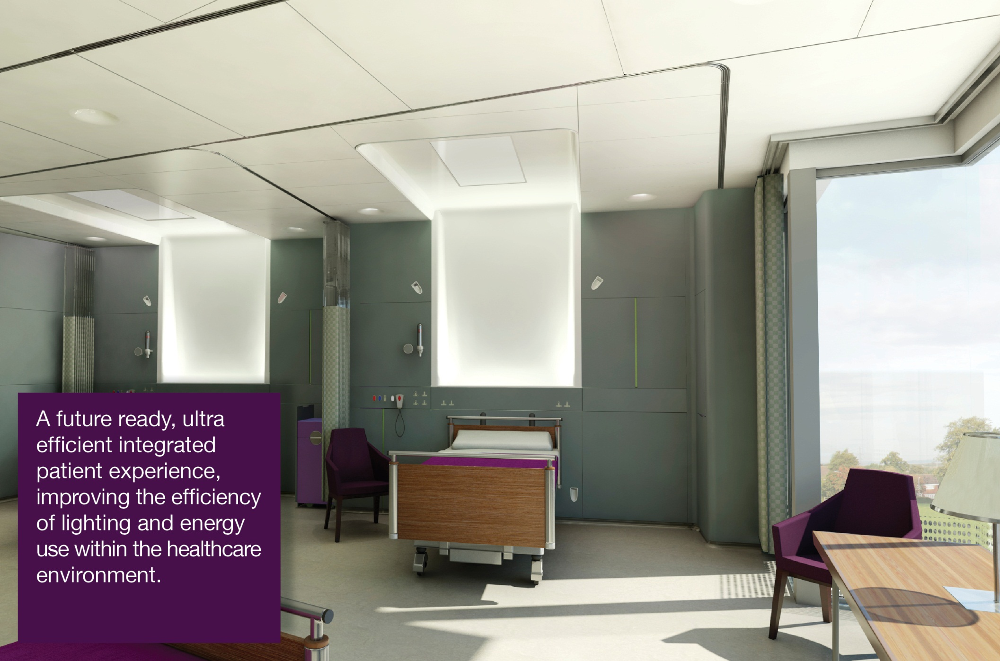 A future ready, ultra
efficient integrated
patient experience,
improving the efficiency
of lighting and energy
use within the healthcare
environment.